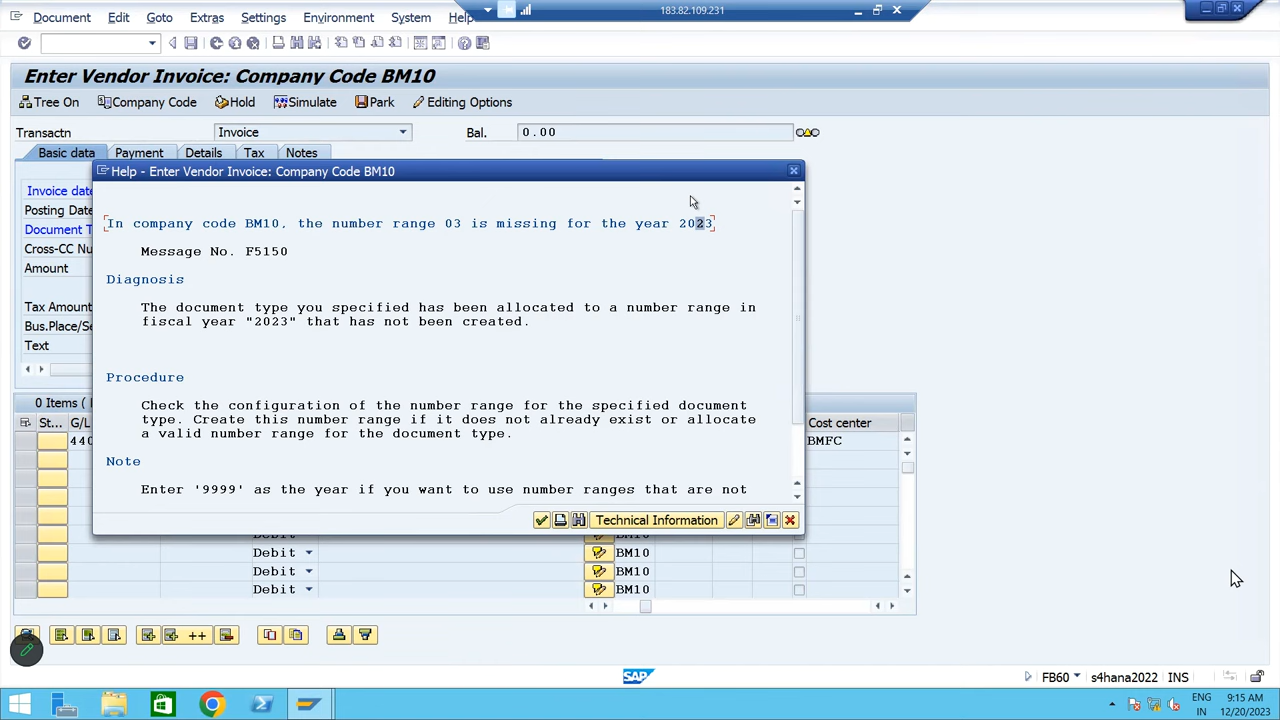 183.82.109.231
Document Edit Goto Extras Settings Environment System Help
Enter Vendor Invoice: Company Code BM10
Tree On Company Code Hold Simulate Park Editing Options
Transactn Invoice Bal. 0.00
Basic data Payment Details Tax Notes
Help - Enter Vendor Invoice: Company Code BM10
Invoice date
Posting Date
Document T
Cross-CC Nu
Amount
Tax Amount
Bus.Place/Se
Text
In company code BM10, the number range 03 is missing for the year 2023
Message No. F5150
Diagnosis
The document type you specified has been allocated to a number range in
fiscal year "2023" that has not been created.
Procedure
Check the configuration of the number range for the specified document
type. Create this number range if it does not already exist or allocate
a valid number range for the document type.
Note
Enter '9999' as the year if you want to use number ranges that are not
Technical Information
0 Items (
St... G/L Cost center
440 BMFC
Debit BM10
Debit BM10
Debit BM10
Debit BM10
SAP
FB60 s4hana2022 INS
ENG 9:15 AM
IN 12/20/2023